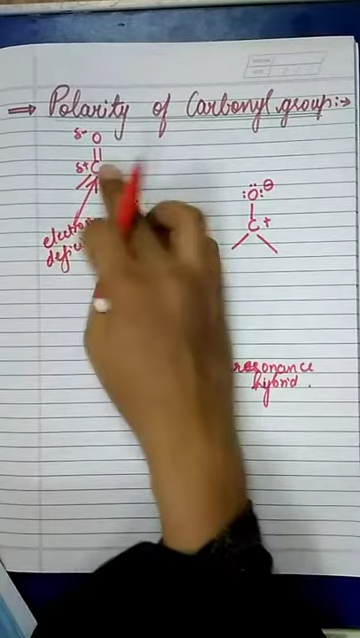 ⇒ Polarity of Carbonyl group:→
δ- O
δ+ C
:Ö: ⊖
C +
resonance
hybrid.